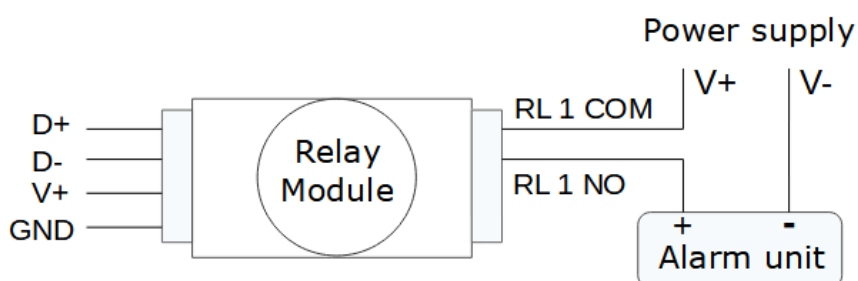 Power supply
V+
V-
RL 1 COM
D+
D-
V+
GND
Relay
Module
RL 1 NO
+
-
Alarm unit